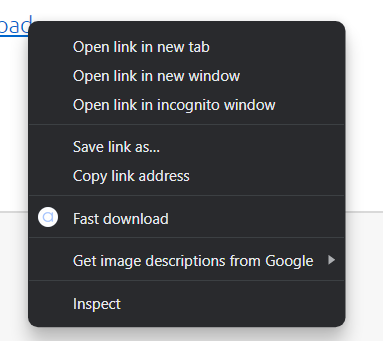 oad
Open link in new tab
Open link in new window
Open link in incognito window
Save link as...
Copy link address
Fast download
Get image descriptions from Google
Inspect